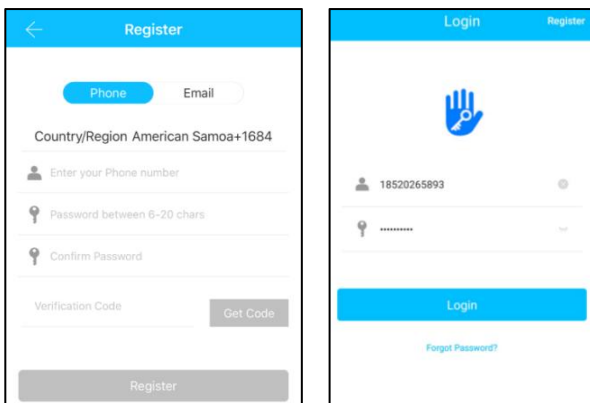 Register
Phone Email
Country/Region American Samoa+1684
Enter your Phone number
Password between 6-20 chars
Confirm Password
Verification Code Get Code
Register
Login Register
18520265893
Login
Forgot Password?